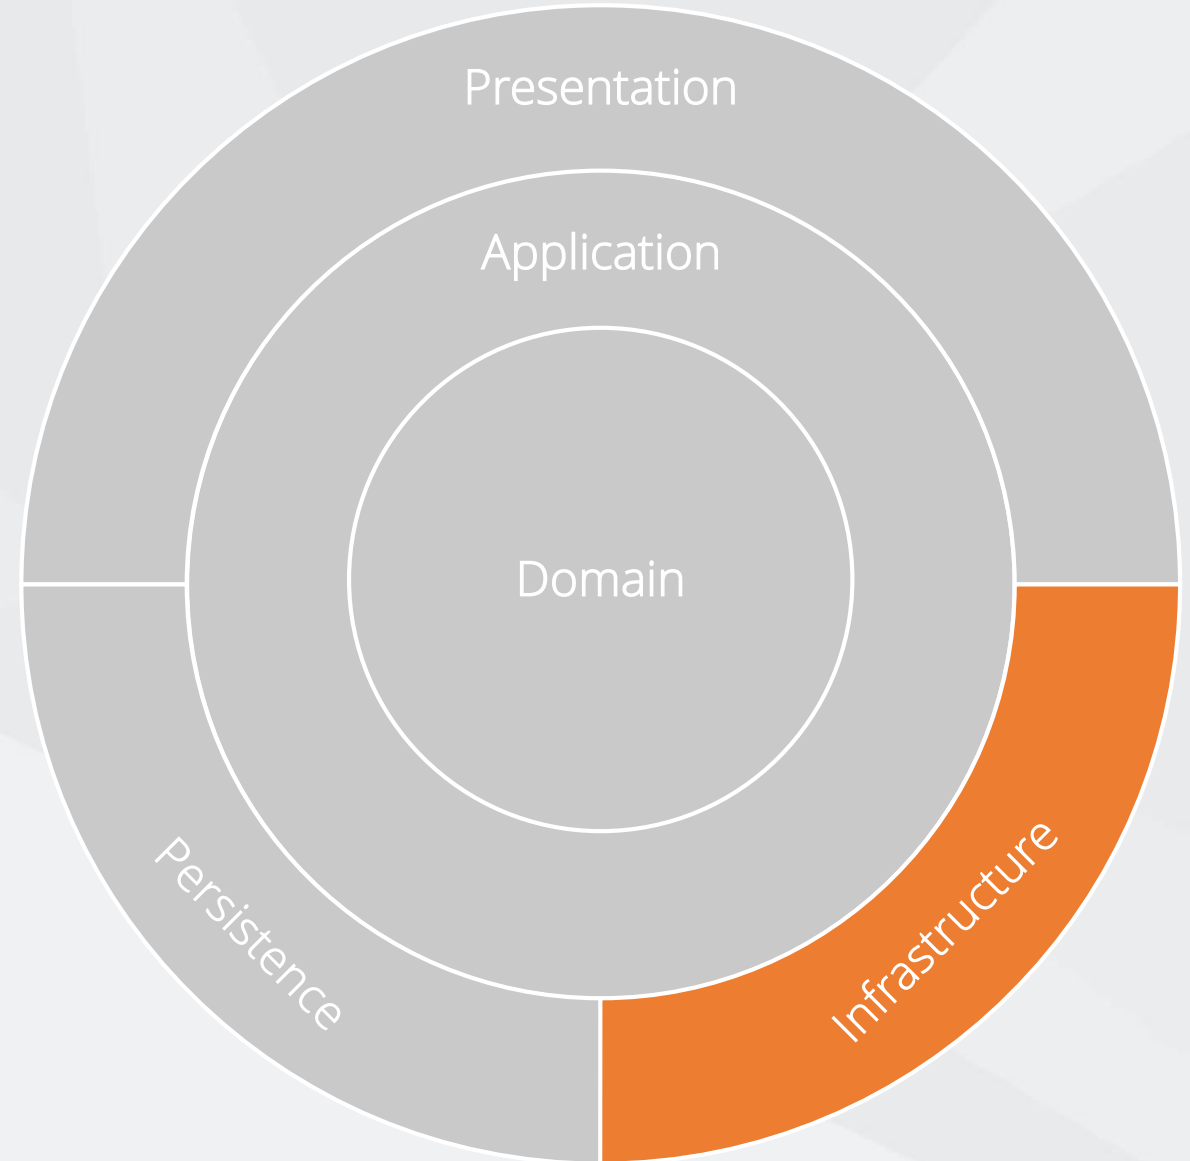 Presentation
Application
Domain
Persistence
Infrastructure